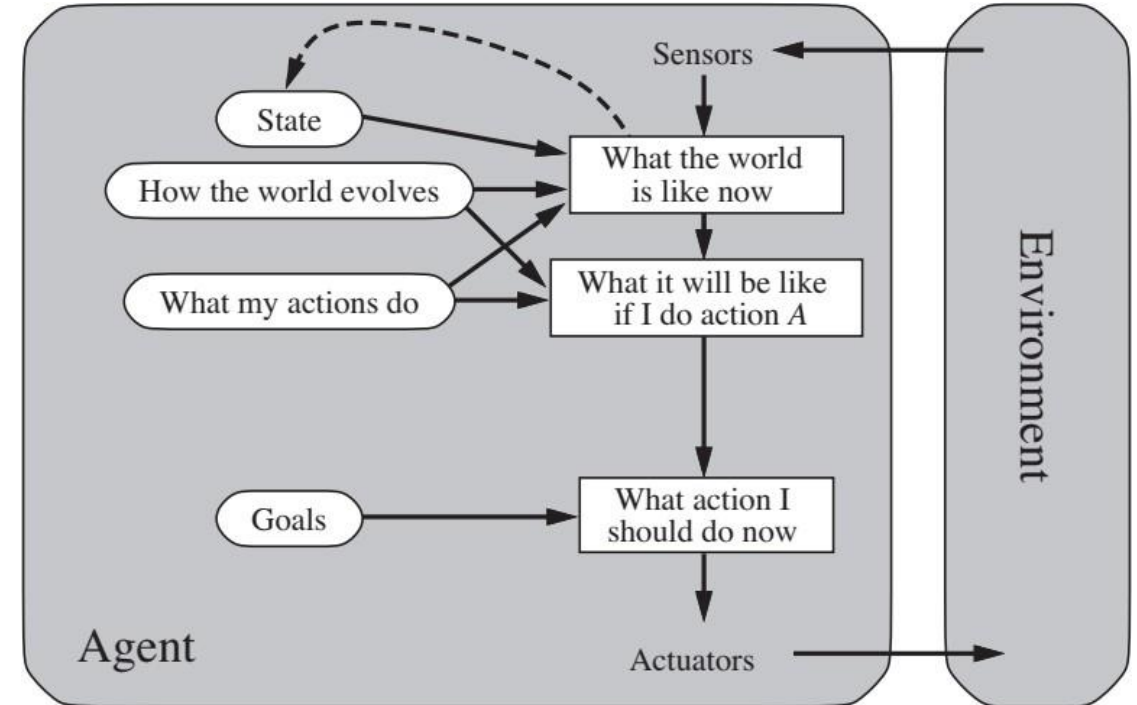 Sensors
State
What the world
is like now
How the world evolves
What my actions do
What it will be like
if I do action A
Goals
What action I
should do now
Agent
Actuators
Environment